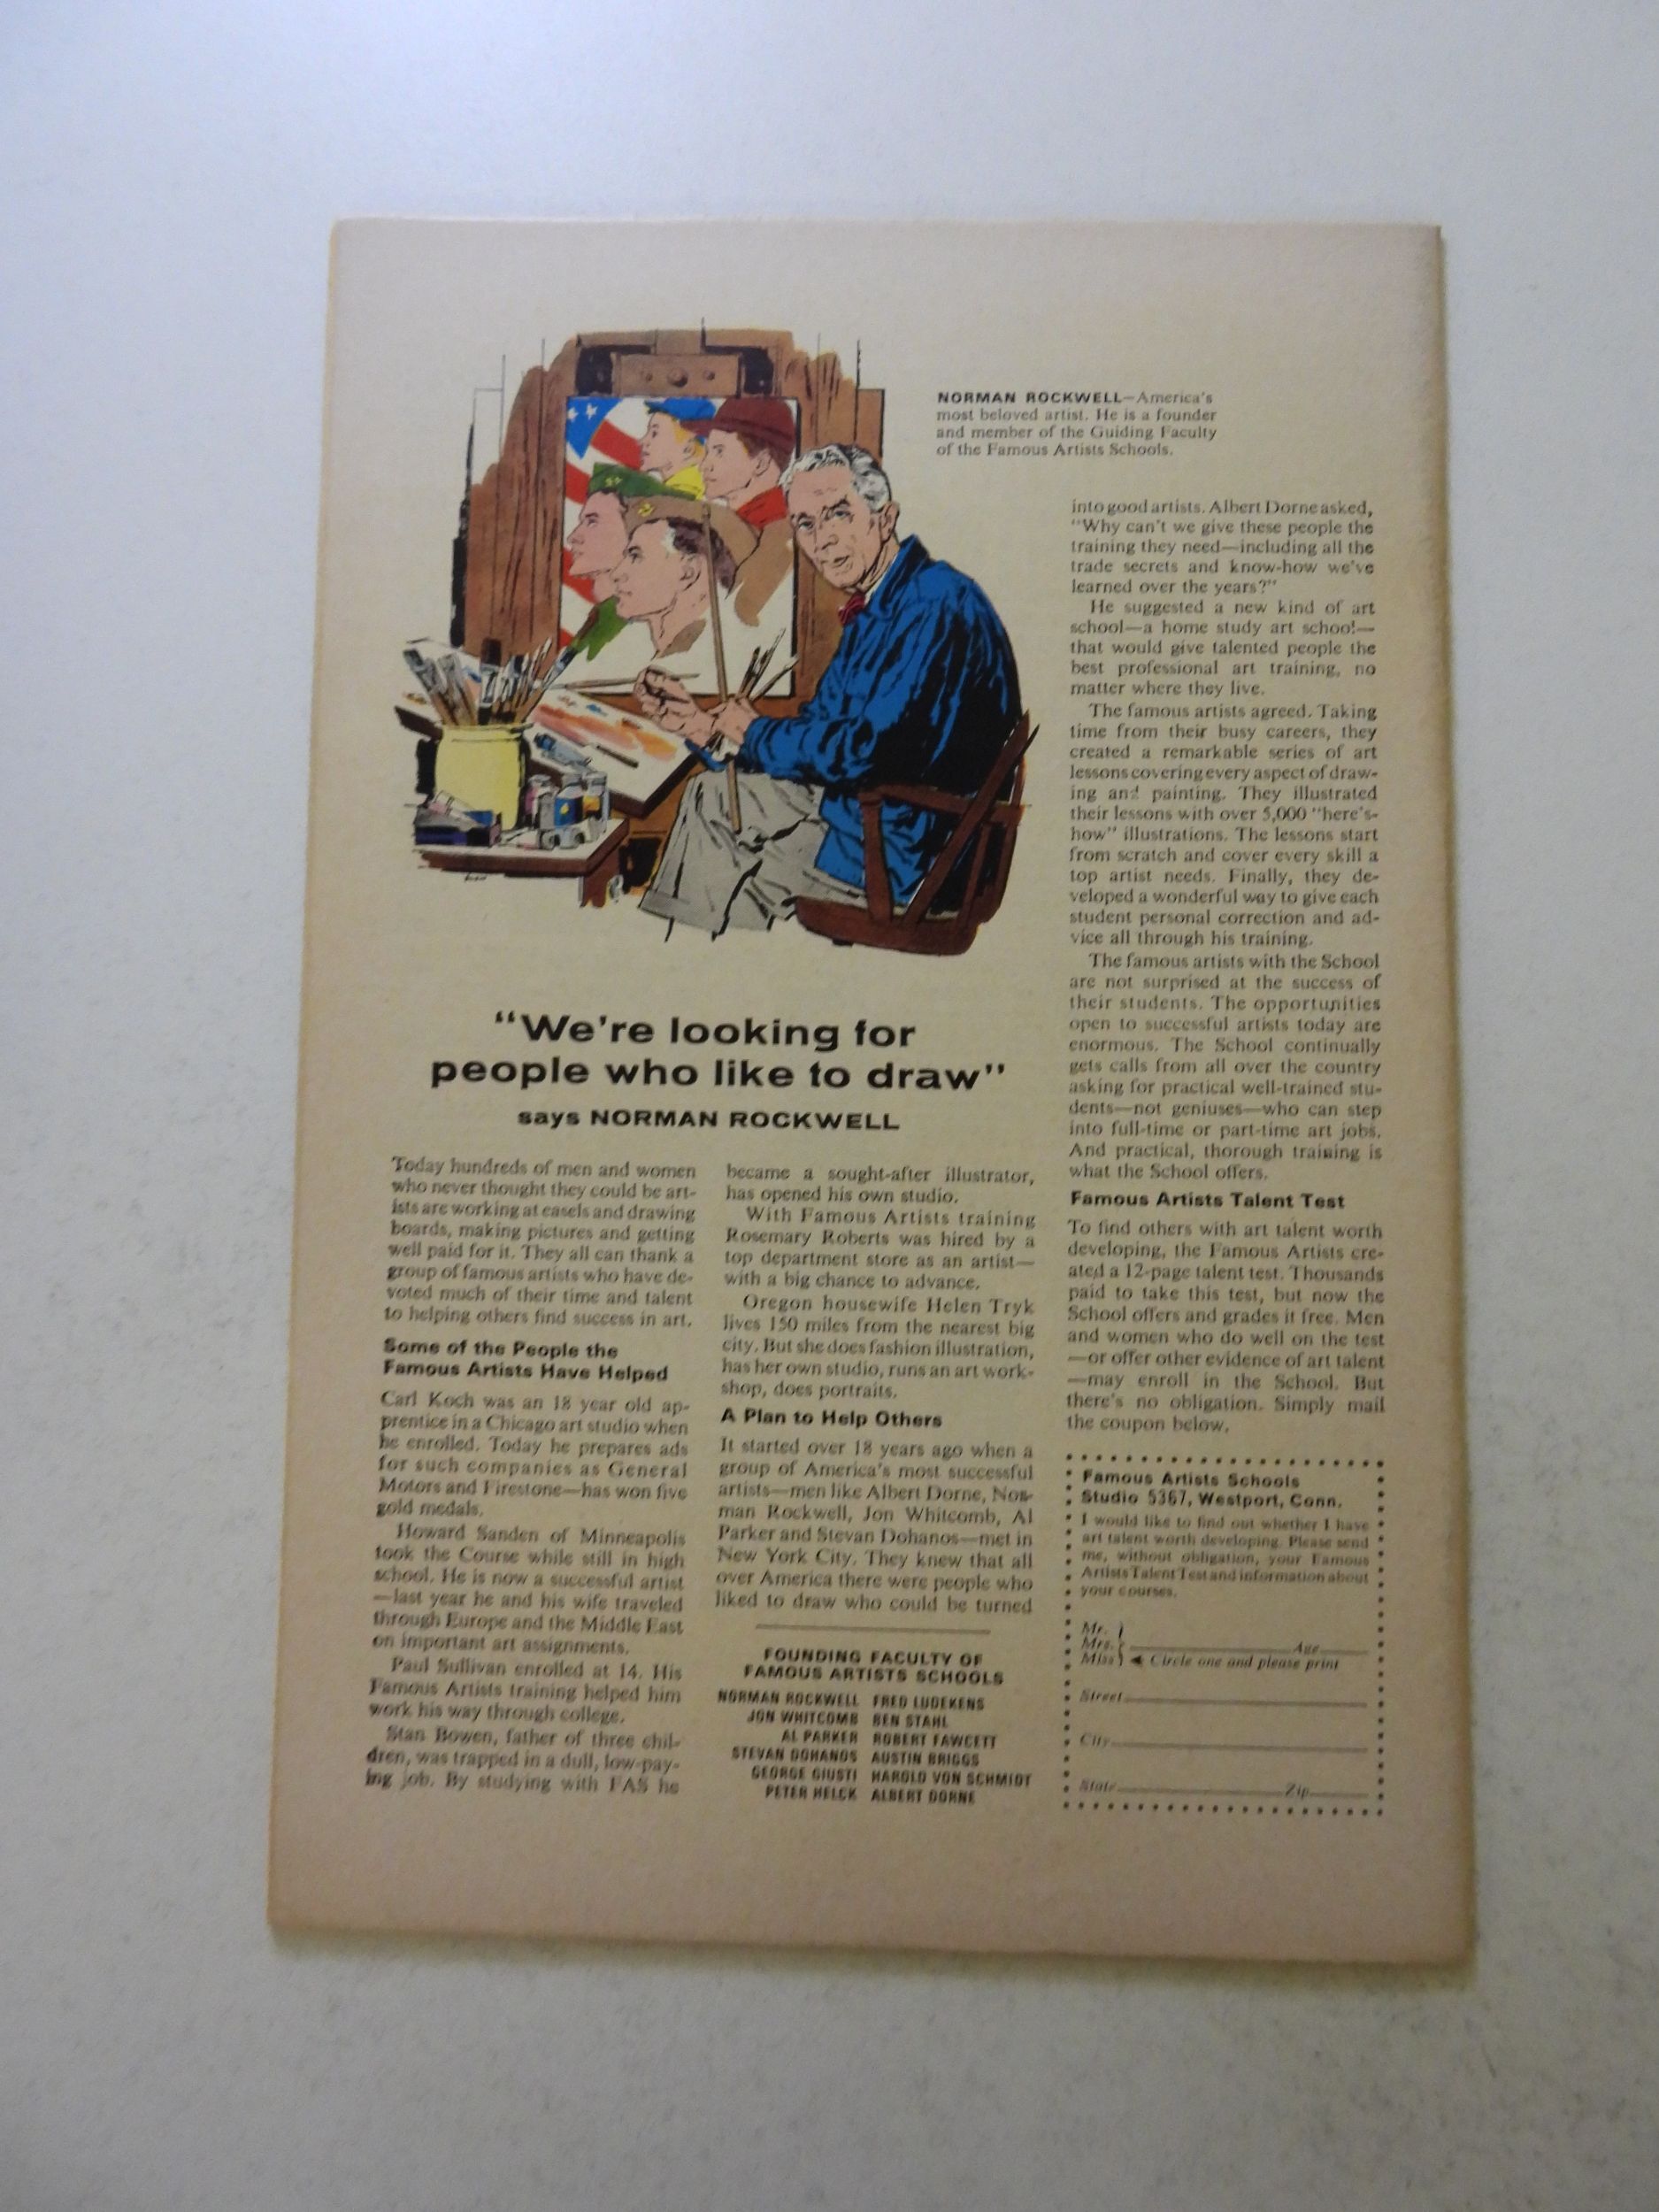 NORMAN ROCKWELL—America's
most beloved artist. He is a founder
and member of the Guiding Faculty
of the Famous Artists Schools.
"We're looking for
people who like to draw"
says NORMAN ROCKWELL
Today hundreds of men and women
who never thought they could be art-
ists are working at easels and drawing
boards, making pictures and getting
well paid for it. They all can thank a
group of famous artists who have de-
voted much of their time and talent
to helping others find success in art.
Some of the People the
Famous Artists Have Helped
Carl Koch was an 18 year old ap-
prentice in a Chicago art studio when
he enrolled. Today he prepares ads
for such companies as General
Motors and Firestone—has won five
gold medals.
Howard Sanden of Minneapolis
took the Course while still in high
school. He is now a successful artist
—last year he and his wife traveled
through Europe and the Middle East
on important art assignments.
Paul Sullivan enrolled at 14. His
Famous Artists training helped him
work his way through college.
Stan Bowen, father of three chil-
dren, was trapped in a dull, low-pay-
ing job. By studying with FAS he
became a sought-after illustrator,
has opened his own studio.
With Famous Artists training
Rosemary Roberts was hired by a
top department store as an artist—
with a big chance to advance.
Oregon housewife Helen Tryk
lives 150 miles from the nearest big
city. But she does fashion illustration,
has her own studio, runs an art work-
shop, does portraits.
A Plan to Help Others
It started over 18 years ago when a
group of America's most successful
artists—men like Albert Dorne, Nor-
man Rockwell, Jon Whitcomb, Al
Parker and Stevan Dohanos—met in
New York City. They knew that all
over America there were people who
liked to draw who could be turned
into good artists. Albert Dorne asked,
"Why can't we give these people the
training they need—including all the
trade secrets and know-how we've
learned over the years?"
He suggested a new kind of art
school—a home study art school—
that would give talented people the
best professional art training, no
matter where they live.
The famous artists agreed. Taking
time from their busy careers, they
created a remarkable series of art
lessons covering every aspect of draw-
ing and painting. They illustrated
their lessons with over 5,000 "here's-
how" illustrations. The lessons start
from scratch and cover every skill a
top artist needs. Finally, they de-
veloped a wonderful way to give each
student personal correction and ad-
vice all through his training.
The famous artists with the School
are not surprised at the success of
their students. The opportunities
open to successful artists today are
enormous. The School continually
gets calls from all over the country
asking for practical well-trained stu-
dents—not geniuses—who can step
into full-time or part-time art jobs.
And practical, thorough training is
what the School offers.
Famous Artists Talent Test
To find others with art talent worth
developing, the Famous Artists cre-
ated a 12-page talent test. Thousands
paid to take this test, but now the
School offers and grades it free. Men
and women who do well on the test
—or offer other evidence of art talent
—may enroll in the School. But
there's no obligation. Simply mail
the coupon below.
FOUNDING FACULTY OF
FAMOUS ARTISTS SCHOOLS
NORMAN ROCKWELL FRED LUDEKENS
JON WHITCOMB BEN STAHL
AL PARKER ROBERT FAWCETT
STEVAN DOHANOS AUSTIN BRIGGS
GEORGE GIUSTI HAROLD VON SCHMIDT
PETER HELCK ALBERT DORNE
Famous Artists Schools
Studio 5367, Westport, Conn.
I would like to find out whether I have
art talent worth developing. Please send
me, without obligation, your Famous
Artists Talent Test and information about
your courses.
Mr.
Mrs. Age
Miss Circle one and please print
Street
City
State Zip